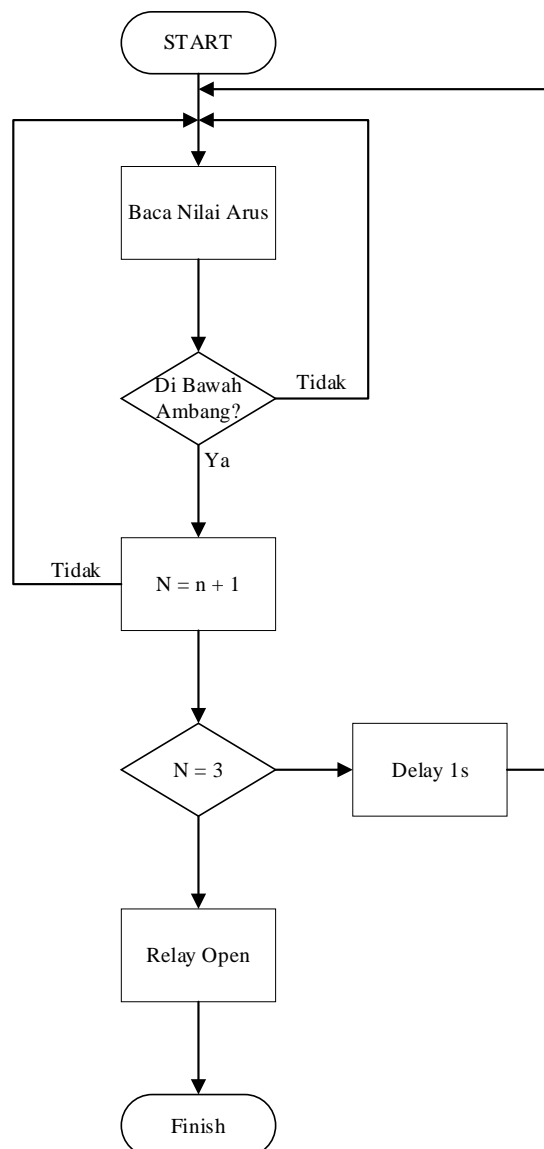 START
Baca Nilai Arus
Di Bawah
Ambang?
Tidak
Ya
Tidak
N = n + 1
N = 3
Delay 1s
Relay Open
Finish